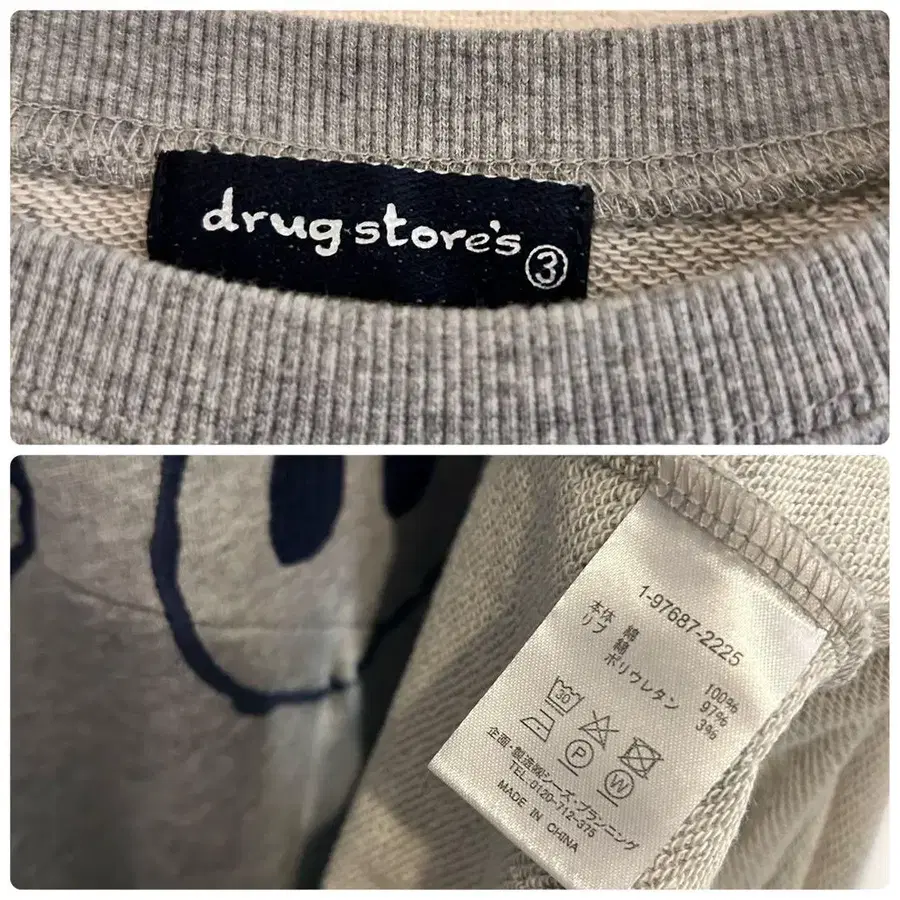 drug store's
3
1-97687-2225
本体 綿 100%
リブ 綿 97%
ポリウレタン 3%
30
P W
企画・製造㈱シーズ・プランニング
TEL.0120-712-375
MADE IN CHINA